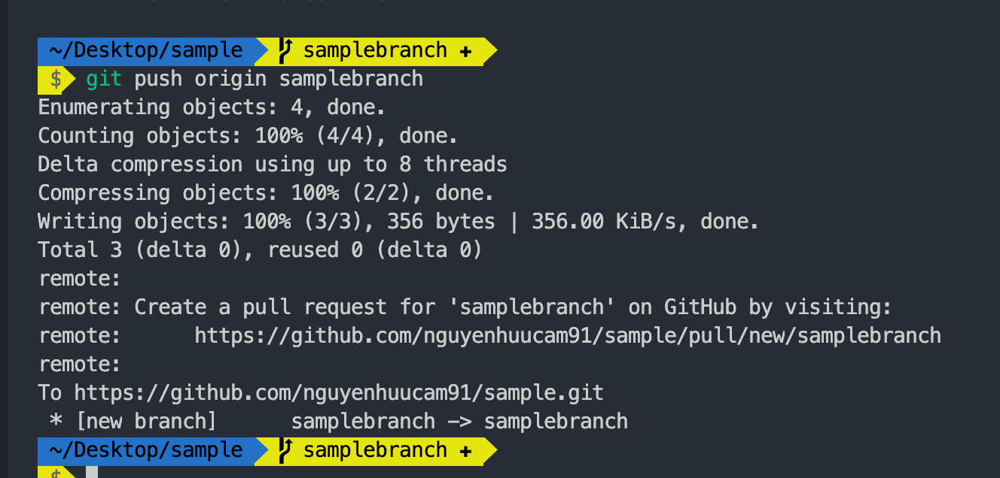 ~/Desktop/sample samplebranch +
$ git push origin samplebranch
Enumerating objects: 4, done.
Counting objects: 100% (4/4), done.
Delta compression using up to 8 threads
Compressing objects: 100% (2/2), done.
Writing objects: 100% (3/3), 356 bytes | 356.00 KiB/s, done.
Total 3 (delta 0), reused 0 (delta 0)
remote:
remote: Create a pull request for 'samplebranch' on GitHub by visiting:
remote:      https://github.com/nguyenhuucam91/sample/pull/new/samplebranch
remote:
To https://github.com/nguyenhuucam91/sample.git
 * [new branch]      samplebranch -> samplebranch
~/Desktop/sample samplebranch +
$